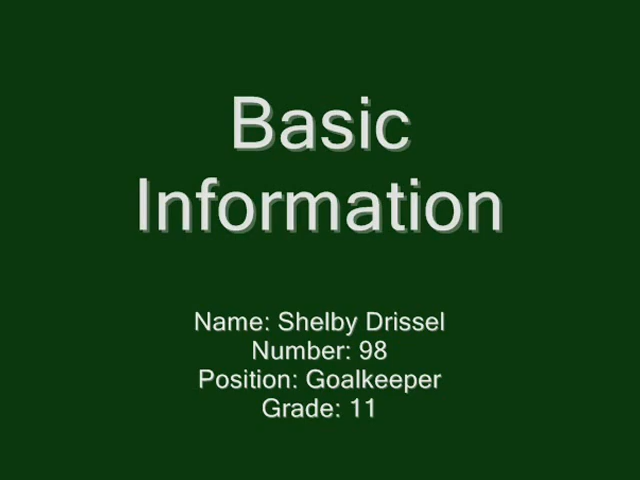 Basic
Information
Name: Shelby Drissel
Number: 98
Position: Goalkeeper
Grade: 11